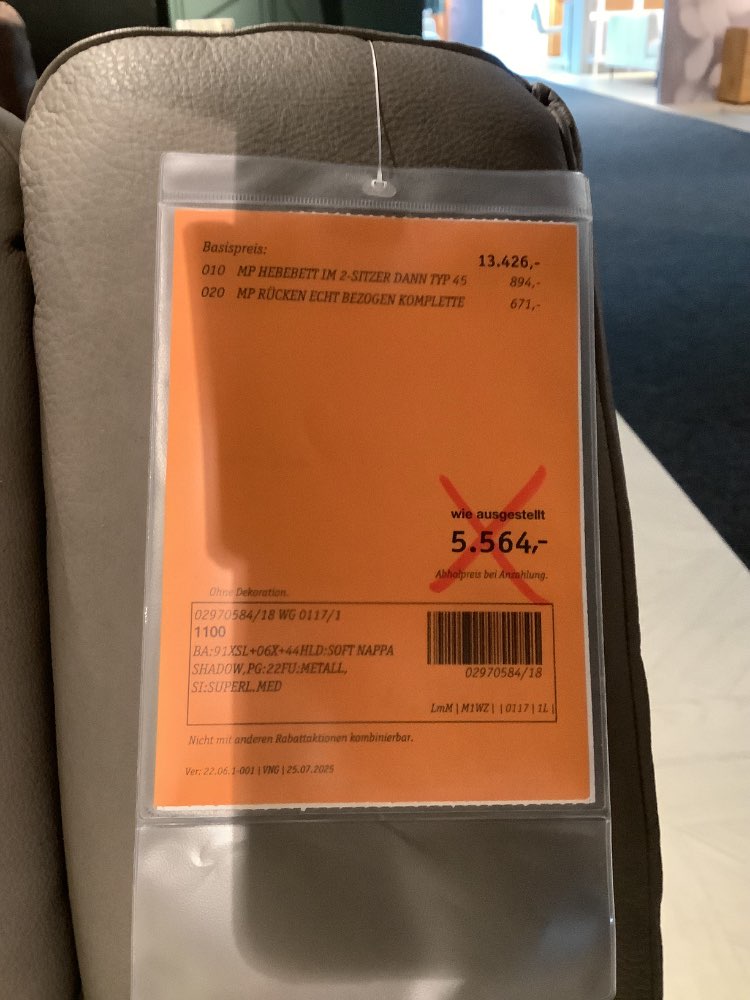 Basispreis:
13.426,-
010 MP HEBEBETT IM 2-SITZER DANN TYP 45 894,-
020 MP RÜCKEN ECHT BEZOGEN KOMPLETTE 671,-
wie ausgestellt
5.564,-
Abholpreis bei Anzahlung.
Ohne Dekoration.
02970584/18 WG 0117/1
1100
BA:91XSL+06X+44HLD:SOFT NAPPA
SHADOW,PG:22FU:METALL,
SI:SUPERL.MED
02970584/18
LmM | M1WZ | | 0117 | 1L |
Nicht mit anderen Rabattaktionen kombinierbar.
Ver: 22.06.1-001 | VNG | 25.07.2025